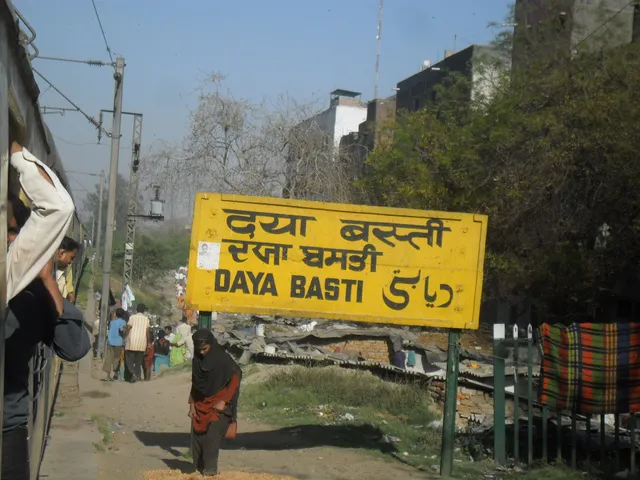 दया बस्ती
ਦਯਾ ਬਸਤੀ
DAYA BASTI دیا بستی